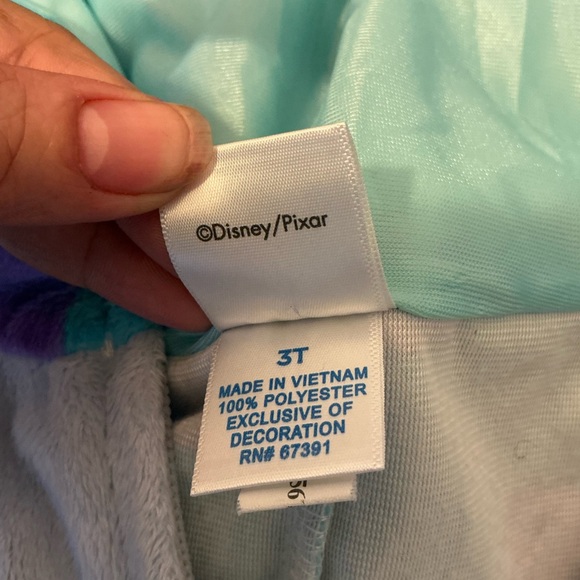 ©Disney/Pixar
3T
MADE IN VIETNAM
100% POLYESTER
EXCLUSIVE OF
DECORATION
RN# 67391